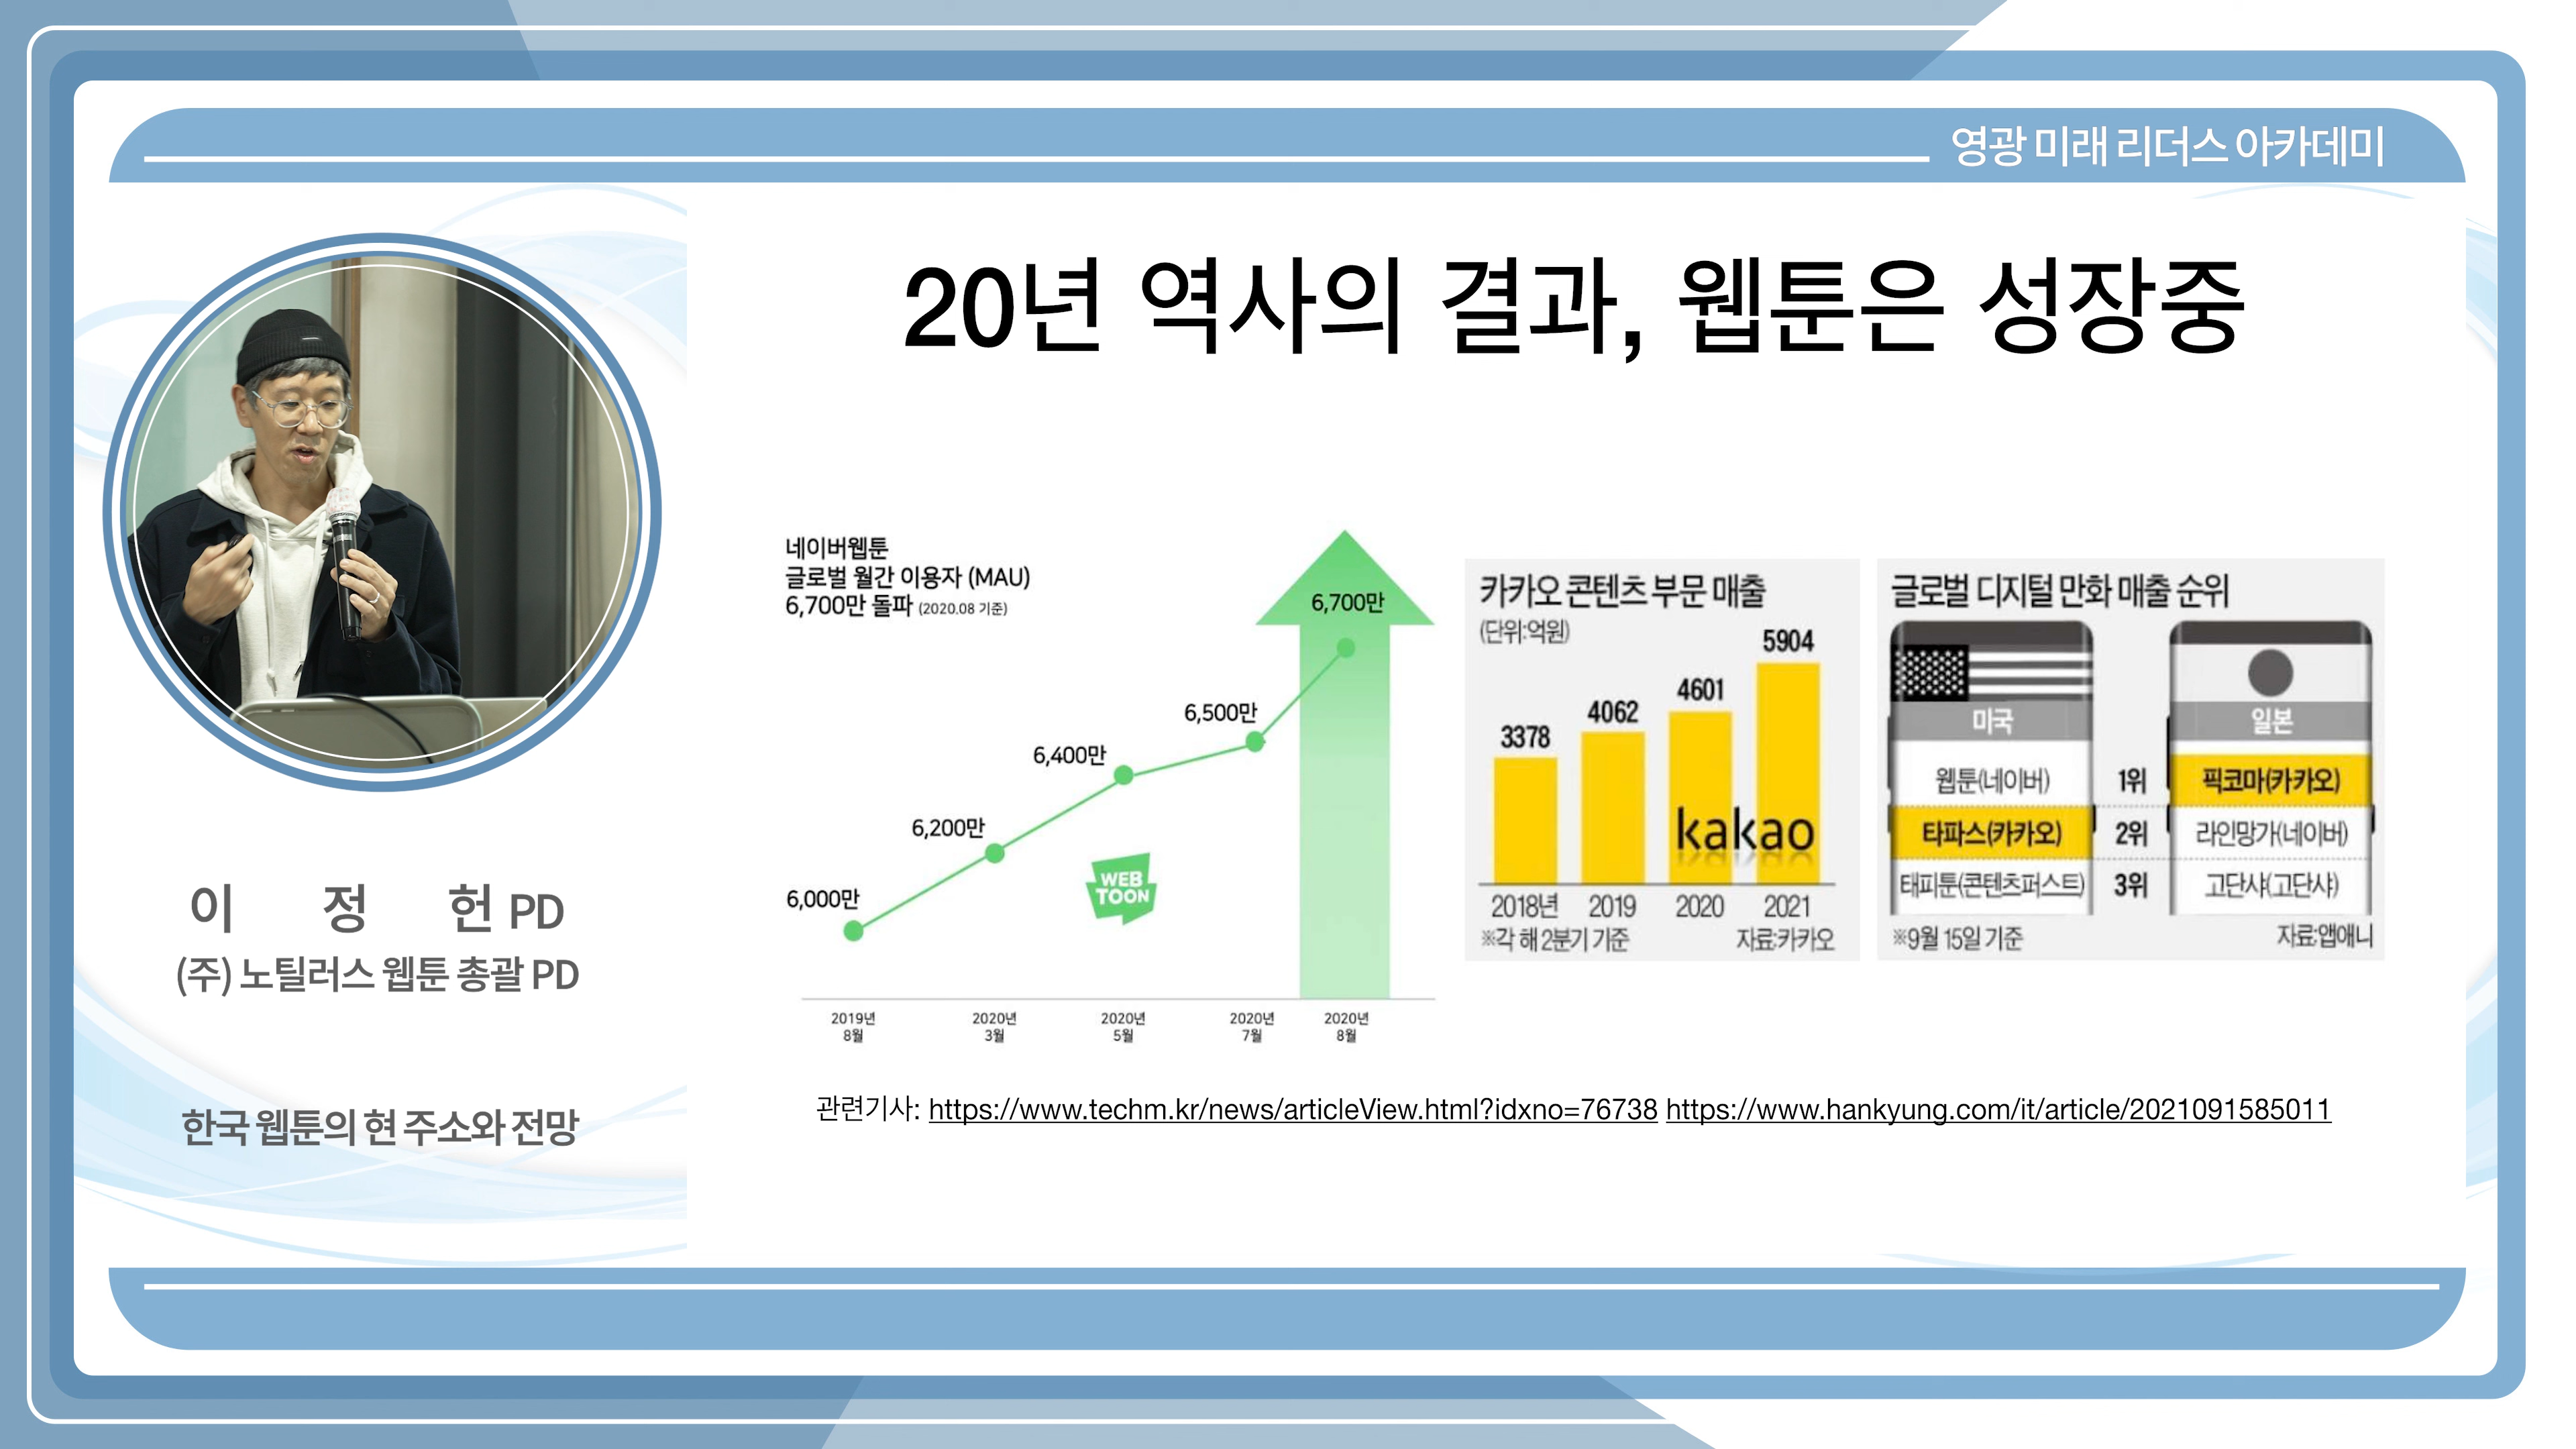 영광 미래 리더스 아카데미
20년 역사의 결과, 웹툰은 성장중
이 정 헌 PD
(주) 노틸러스 웹툰 총괄 PD
한국 웹툰의 현 주소와 전망
네이버웹툰
글로벌 월간 이용자 (MAU)
6,700만 돌파 (2020.08 기준)
6,000만
6,200만
6,400만
6,500만
6,700만
WEB
TOON
2019년 8월
2020년 3월
2020년 5월
2020년 7월
2020년 8월
카카오 콘텐츠 부문 매출
(단위:억원)
3378
4062
4601
5904
kakao
2018년 2019 2020 2021
※각 해 2분기 기준 자료:카카오
글로벌 디지털 만화 매출 순위
미국 일본
웹툰(네이버) 1위 픽코마(카카오)
타파스(카카오) 2위 라인망가(네이버)
태피툰(콘텐츠퍼스트) 3위 고단샤(고단샤)
※9월 15일 기준 자료:앱애니
관련기사: https://www.techm.kr/news/articleView.html?idxno=76738 https://www.hankyung.com/it/article/2021091585011